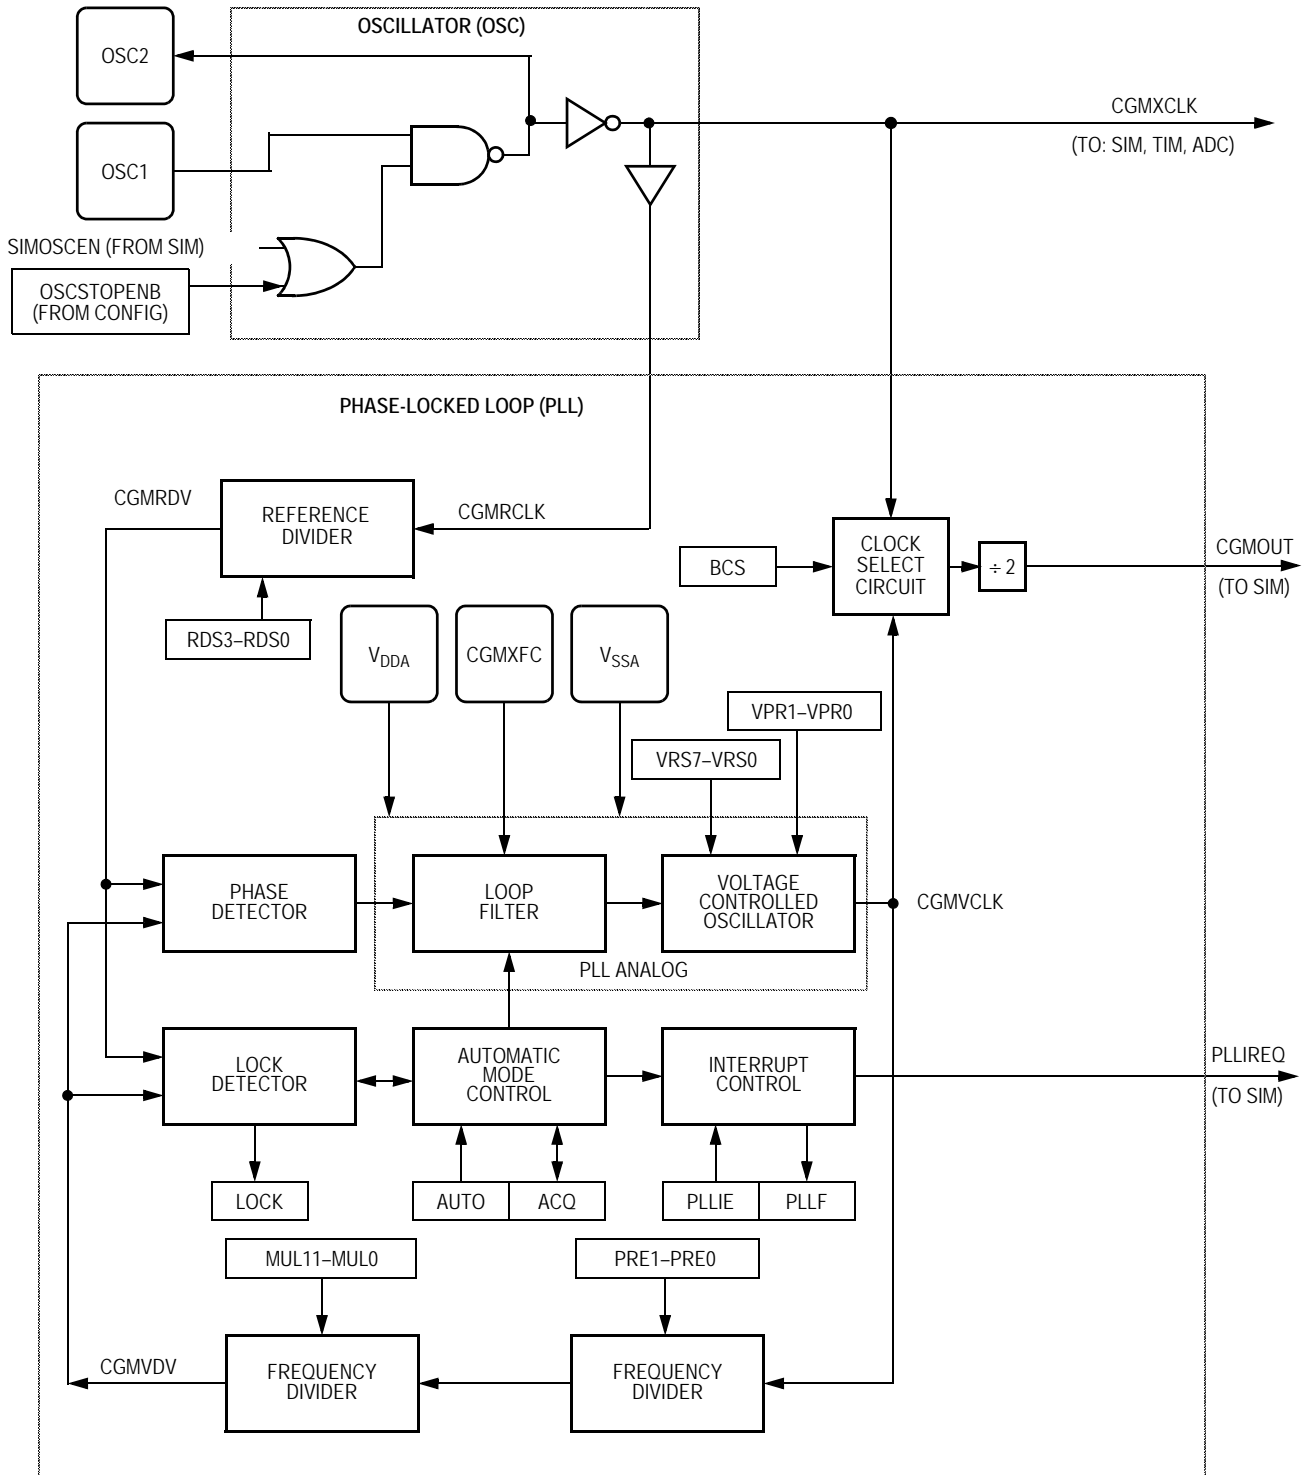 OSCILLATOR (OSC)
OSC2
CGMXCLK
(TO: SIM, TIM, ADC)
OSC1
SIMOSCEN (FROM SIM)
OSCSTOPENB
(FROM CONFIG)
PHASE-LOCKED LOOP (PLL)
CGMRDV
REFERENCE
DIVIDER
CGMRCLK
CLOCK
SELECT
CIRCUIT
BCS
÷ 2
CGMOUT
(TO SIM)
RDS3–RDS0
VDDA
CGMXFC
VSSA
VPR1–VPR0
VRS7–VRS0
PHASE
DETECTOR
LOOP
FILTER
VOLTAGE
CONTROLLED
OSCILLATOR
CGMVCLK
PLL ANALOG
LOCK
DETECTOR
AUTOMATIC
MODE
CONTROL
INTERRUPT
CONTROL
PLLIREQ
(TO SIM)
LOCK
AUTO
ACQ
PLLIE
PLLF
MUL11–MUL0
PRE1–PRE0
CGMVDV
FREQUENCY
DIVIDER
FREQUENCY
DIVIDER